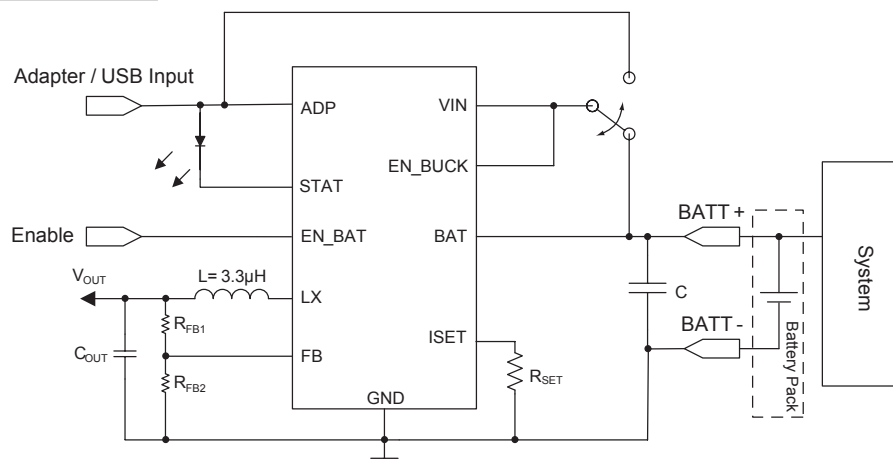 Adapter / USB Input
ADP
VIN
EN_BUCK
STAT
BATT +
Enable
EN_BAT
BAT
System
VOUT
L= 3.3µH
LX
C
RFB1
BATT -
Battery Pack
COUT
ISET
FB
RSET
RFB2
GND